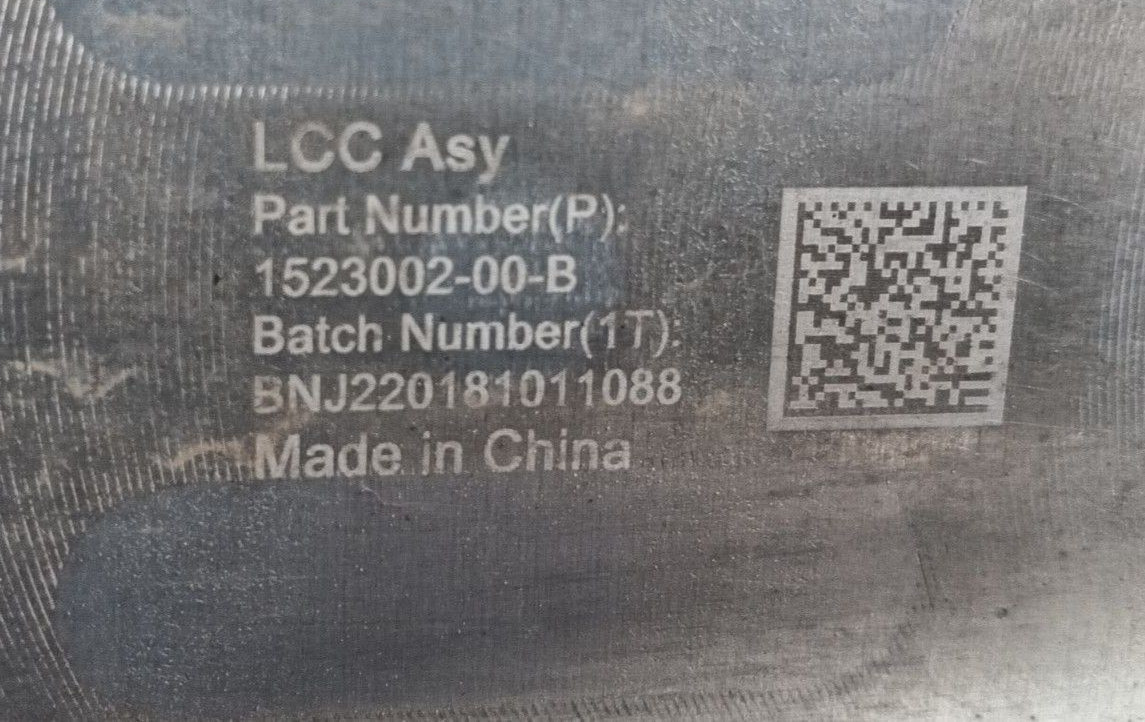 LCC Asy
Part Number(P):
1523002-00-B
Batch Number(1T):
BNJ220181011088
Made in China